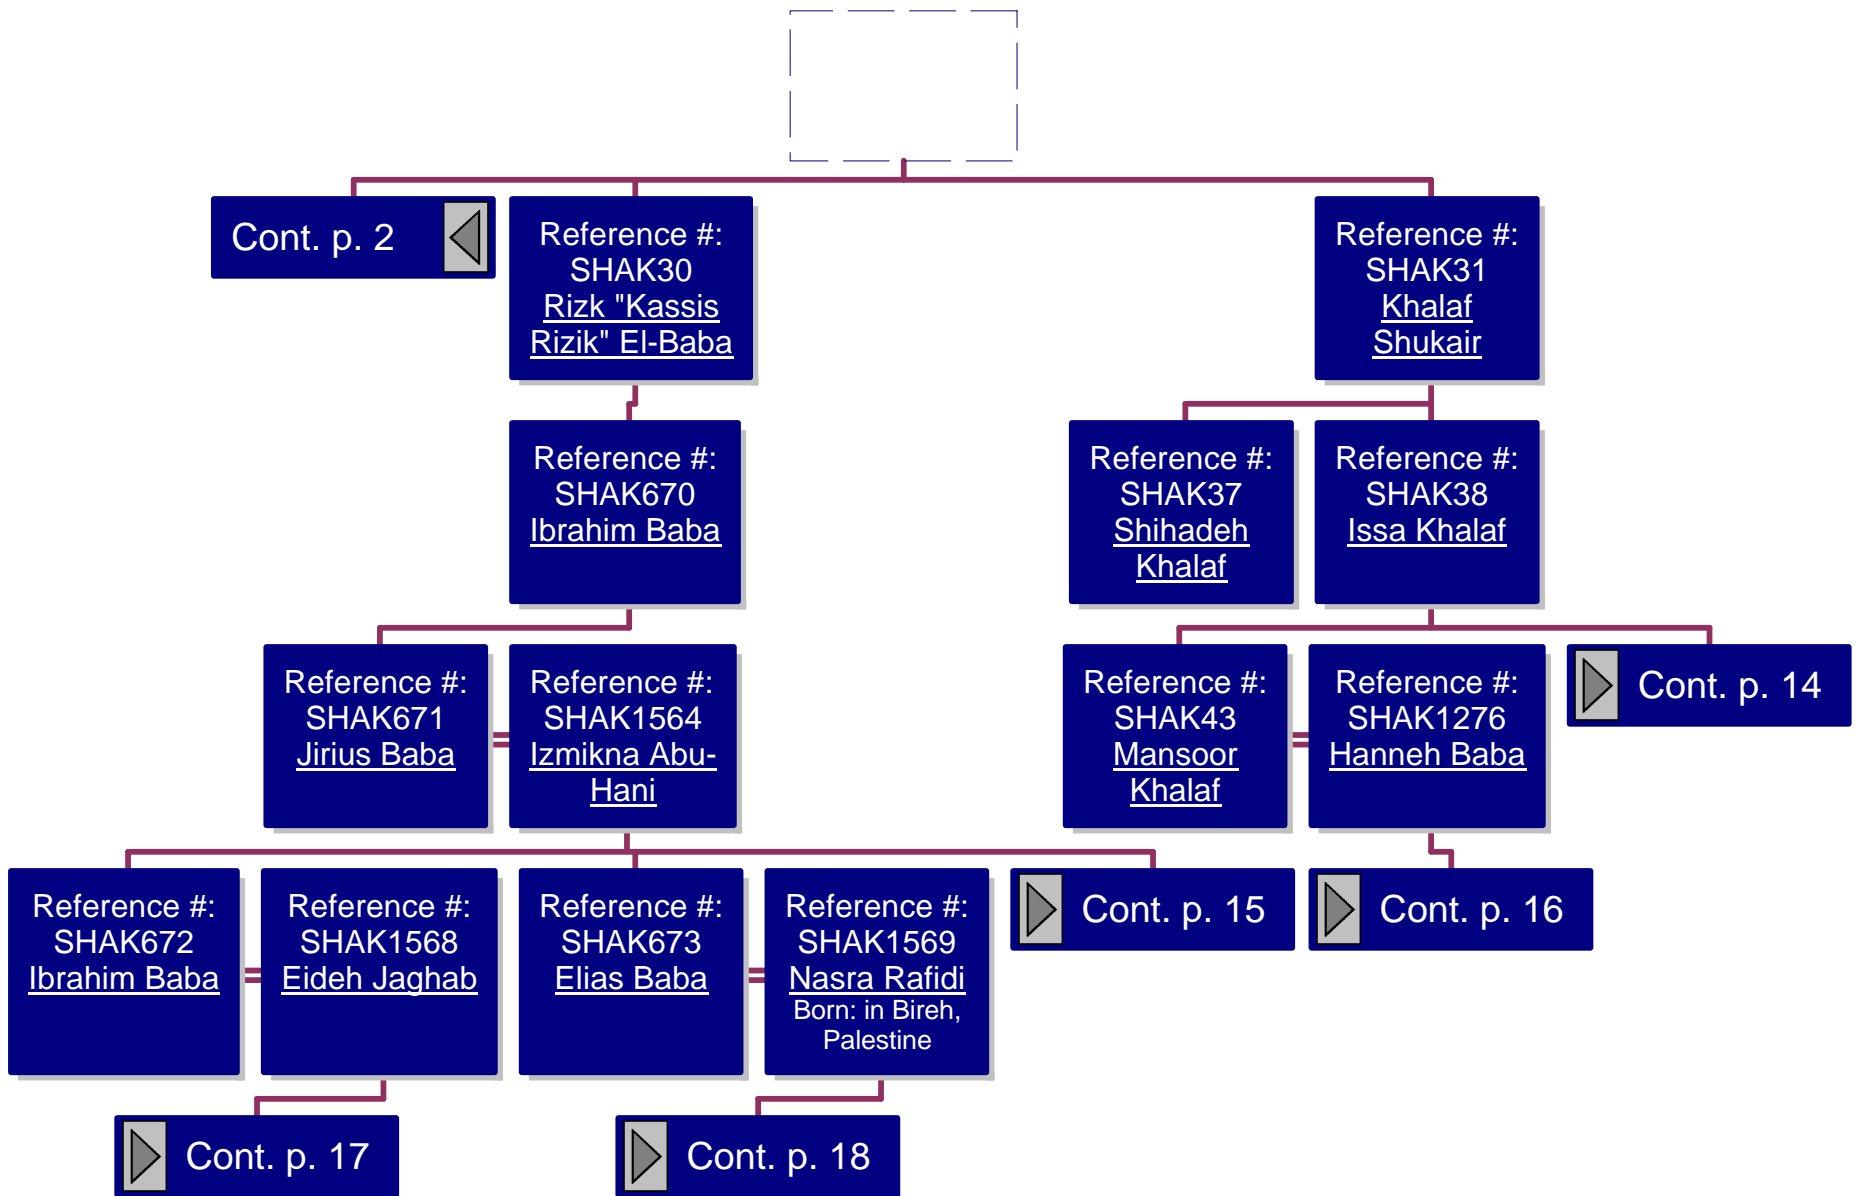 Cont. p. 2
Reference #:
SHAK30
Rizk "Kassis
Rizik" El-Baba
Reference #:
SHAK31
Khalaf
Shukair
Reference #:
SHAK670
Ibrahim Baba
Reference #:
SHAK37
Shihadeh
Khalaf
Reference #:
SHAK38
Issa Khalaf
Reference #:
SHAK671
Jirius Baba
Reference #:
SHAK1564
Izmikna Abu-
Hani
Reference #:
SHAK43
Mansoor
Khalaf
Reference #:
SHAK1276
Hanneh Baba
Cont. p. 14
Reference #:
SHAK672
Ibrahim Baba
Reference #:
SHAK1568
Eideh Jaghab
Reference #:
SHAK673
Elias Baba
Reference #:
SHAK1569
Nasra Rafidi
Born: in Bireh,
Palestine
Cont. p. 15
Cont. p. 16
Cont. p. 17
Cont. p. 18